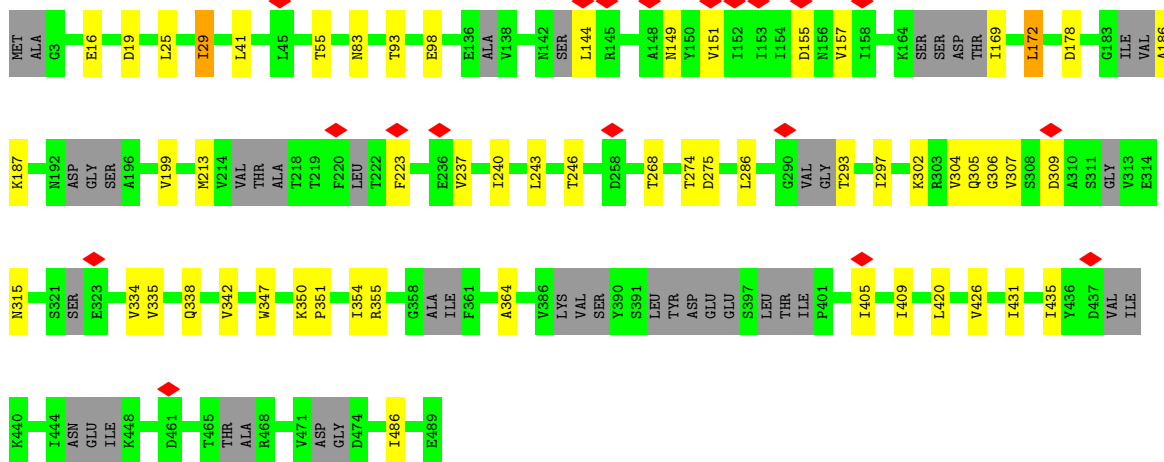 MET ALA G3 E16 D19 L25 I29 L41 L45 T55 N83 T93 E98 E136 ALA V138 N142 SER L144 R145 A148 N149 Y150 V151 I152 I153 I154 D155 N156 V157 I158 K164 SER SER ASP THR I169 L172 D178 G183 ILE VAL A186
K187 N192 ASP GLY SER A196 V199 M213 V214 VAL THR ALA T218 T219 F220 LEU T222 F223 E236 V237 I240 L243 T246 D258 T268 T274 D275 L286 G290 VAL GLY T293 I297 K302 R303 V304 Q305 G306 V307 S308 D309 A310 S311 GLY V313 E314
N315 S321 SER E323 V334 V335 Q338 V342 W347 K350 P351 I354 R355 G358 ALA ILE F361 A364 V386 LYS VAL SER Y390 S391 LEU TYR ASP GLU GLU S397 LEU THR ILE P401 I405 I409 L420 V426 I431 I435 Y436 D437 VAL ILE
K440 I444 ASN GLU ILE K448 D461 T465 THR ALA R468 V471 ASP GLY D474 I486 E489